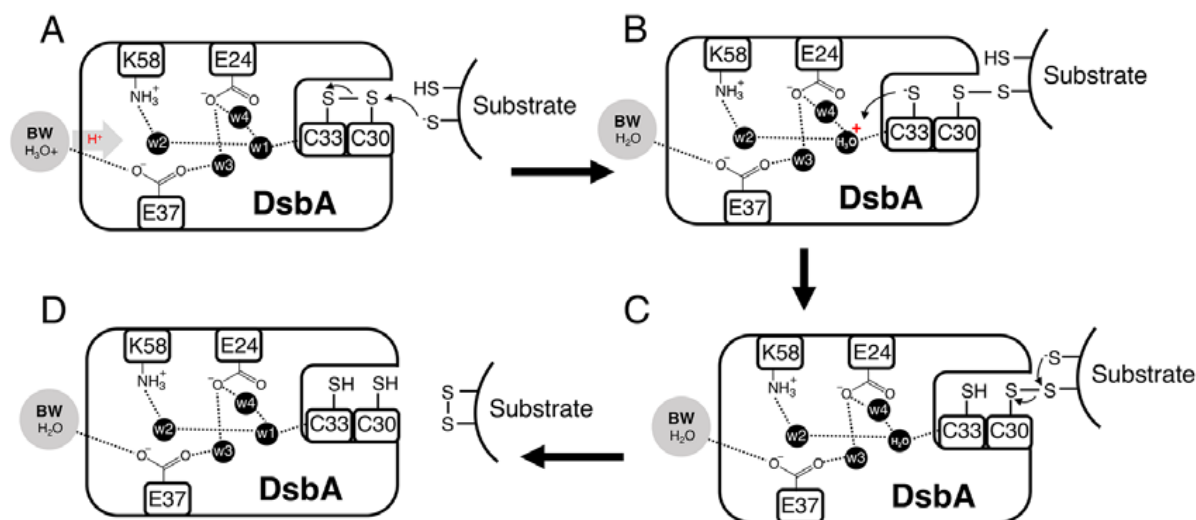 A
K58
E24
NH₃⁺
⁻O
O
w4
S
S
HS
⁻S
Substrate
BW
H₃O+
H⁺
w2
w1
C33
C30
w3
O⁻
O
E37
DsbA
B
K58
E24
NH₃⁺
⁻O
O
w4
⁻S
S
S
HS
Substrate
BW
H₂O
w2
+
H₃O
C33
C30
w3
O⁻
O
E37
DsbA
D
K58
E24
NH₃⁺
⁻O
O
w4
SH
SH
S
S
Substrate
BW
H₂O
w2
w1
C33
C30
w3
O⁻
O
E37
DsbA
C
K58
E24
NH₃⁺
⁻O
O
w4
SH
S
S
⁻S
Substrate
BW
H₂O
w2
H₂O
C33
C30
w3
O⁻
O
E37
DsbA